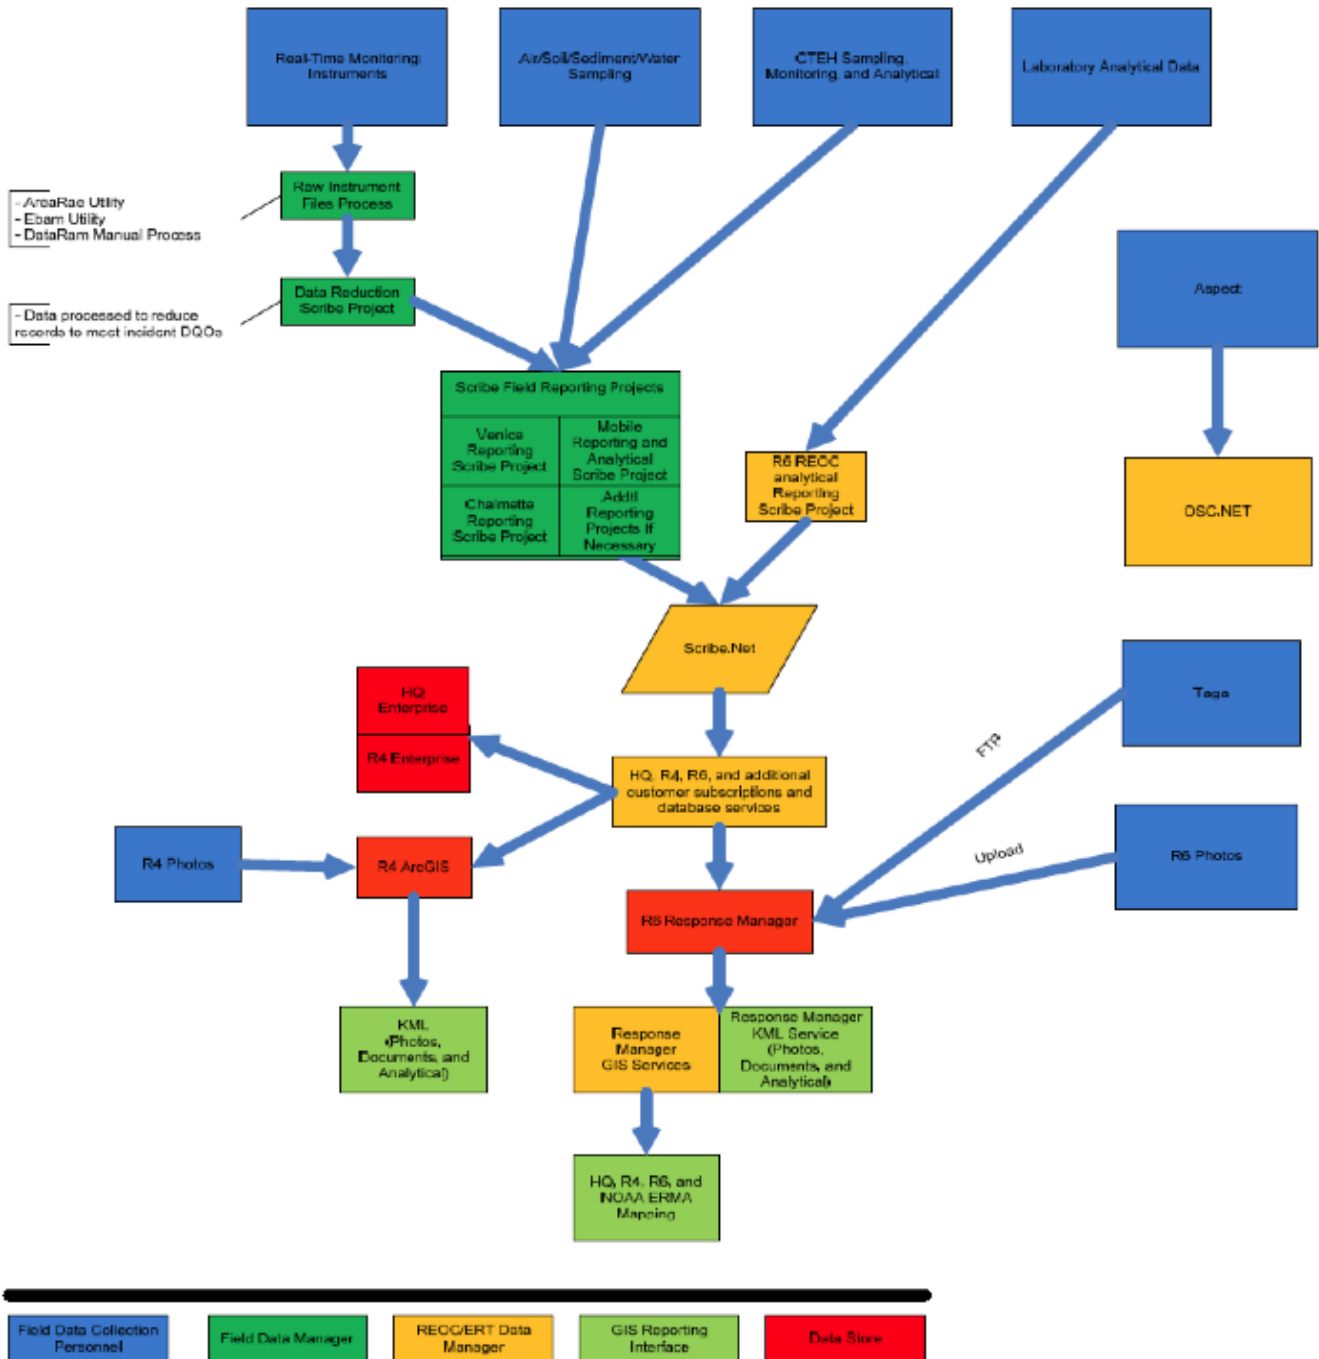 Real-Time Monitoring
Instruments
Air/Soil/Sediment/Water
Sampling
CTEH Sampling,
Monitoring, and Analytical
Laboratory Analytical Data
Raw Instrument
Files Process
- AreaRae Utility
- Ebam Utility
- DataRam Manual Process
Data Reduction
Scribe Project
- Data processed to reduce
records to meet incident DQOs
Aspect
Scribe Field Reporting Projects
Venice
Reporting
Scribe Project
Mobile
Reporting and
Analytical
Scribe Project
Chalmette
Reporting
Scribe Project
Addtl
Reporting
Projects If
Necessary
R6 REOC
analytical
Reporting
Scribe Project
OSC.NET
Scribe.Net
HQ
Enterprise
R4 Enterprise
Taga
FTP
HQ, R4, R6, and additional
customer subscriptions and
database services
R4 Photos
R4 ArcGIS
Upload
R6 Photos
R6 Response Manager
KML
(Photos,
Documents, and
Analytical)
Response
Manager
GIS Services
Response Manager
KML Service
(Photos,
Documents, and
Analytical)
HQ, R4, R6, and
NOAA ERMA
Mapping
Field Data Collection
Personnel
Field Data Manager
REOC/ERT Data
Manager
GIS Reporting
Interface
Data Store